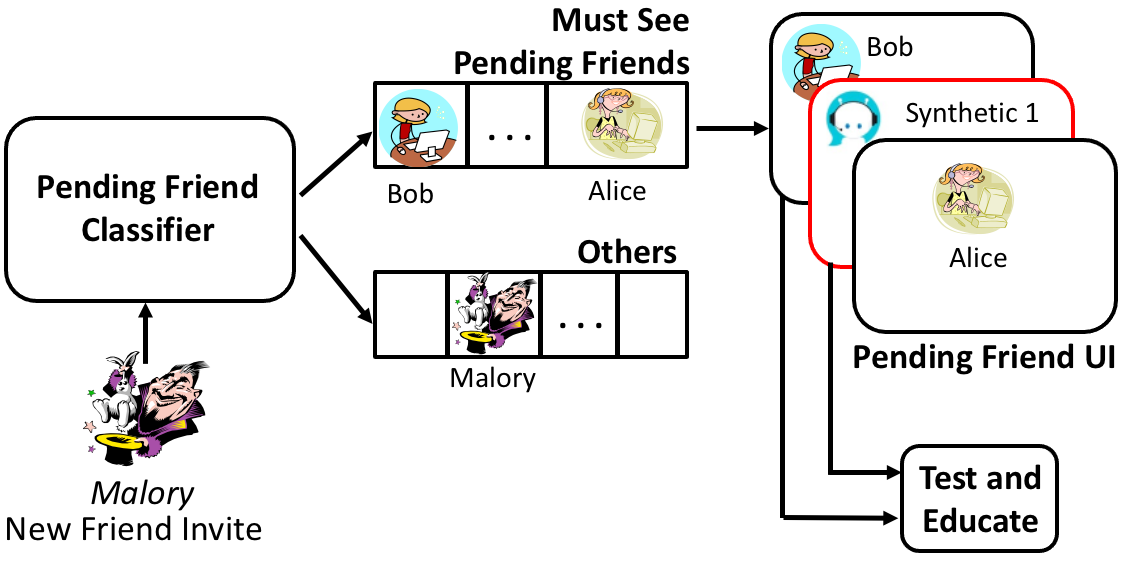 Pending Friend
Classifier
Malory
New Friend Invite
Must See
Pending Friends
...
Bob
Alice
Others
...
Malory
Bob
Synthetic 1
Alice
Pending Friend UI
Test and
Educate